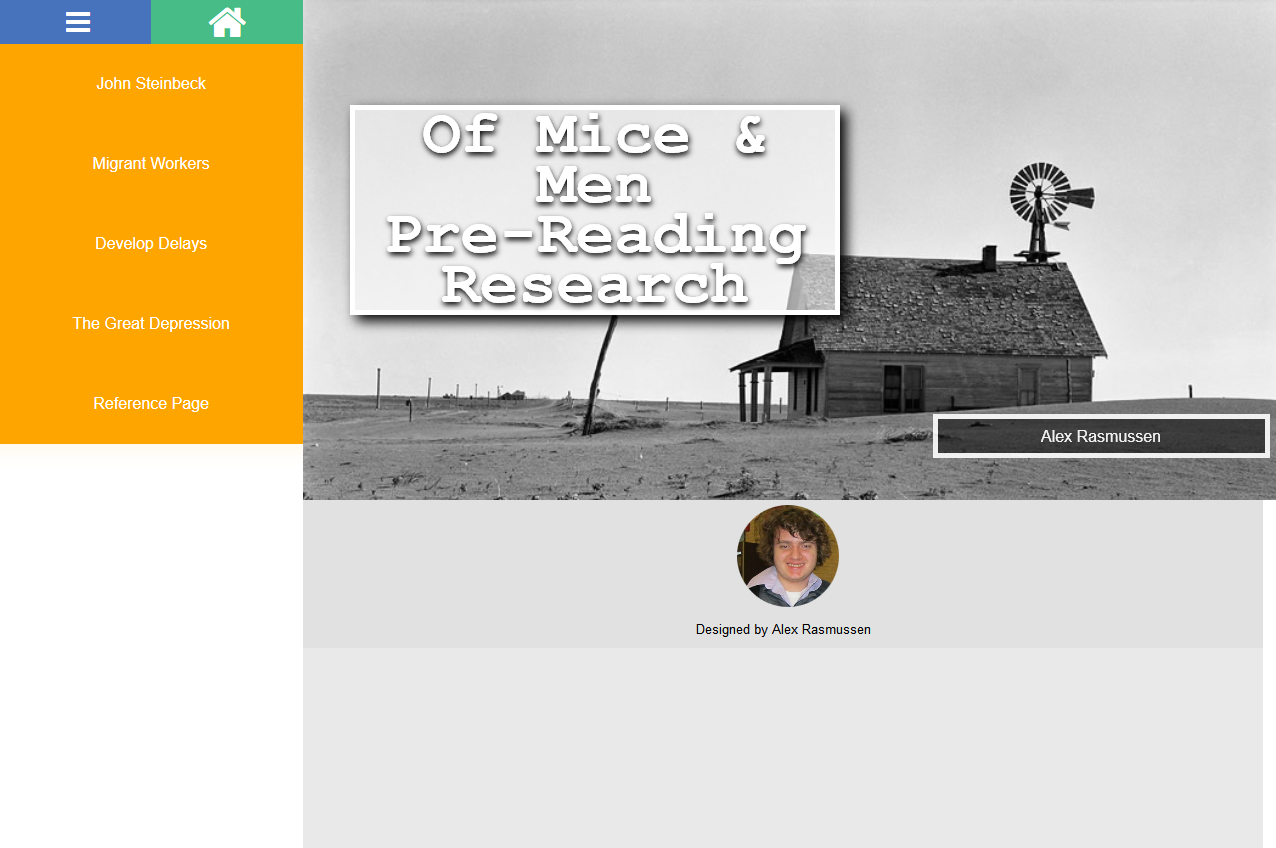 John Steinbeck
Migrant Workers
Develop Delays
The Great Depression
Reference Page
Of Mice &
Men
Pre-Reading
Research
Alex Rasmussen
Designed by Alex Rasmussen